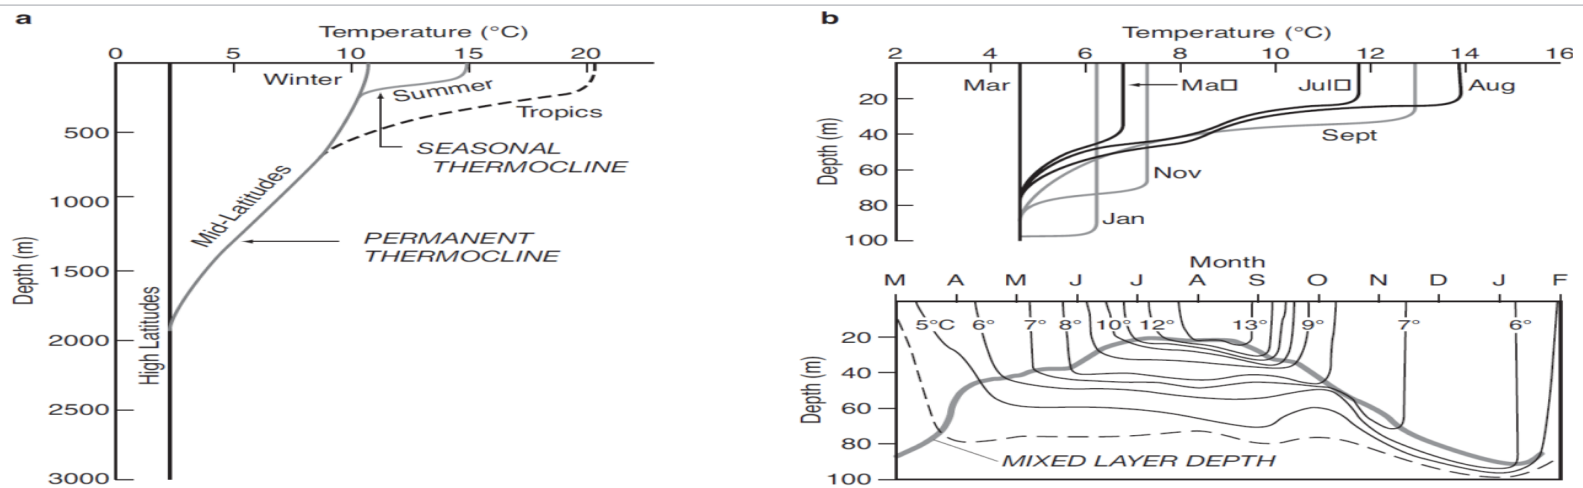 a
Temperature (°C)
0 5 10 15 20
Winter
Summer
Tropics
SEASONAL
THERMOCLINE
Mid-Latitudes
PERMANENT
THERMOCLINE
High Latitudes
Depth (m)
500
1000
1500
2000
2500
3000
b
Temperature (°C)
2 4 6 8 10 12 14 16
Mar Ma□ Jul□ Aug
Sept
Nov
Jan
Depth (m)
20
40
60
80
100
Month
M A M J J A S O N D J F
5°C 6° 7° 8° 10° 12° 13° 9° 7° 6°
Depth (m)
20
40
60
80
100
MIXED LAYER DEPTH